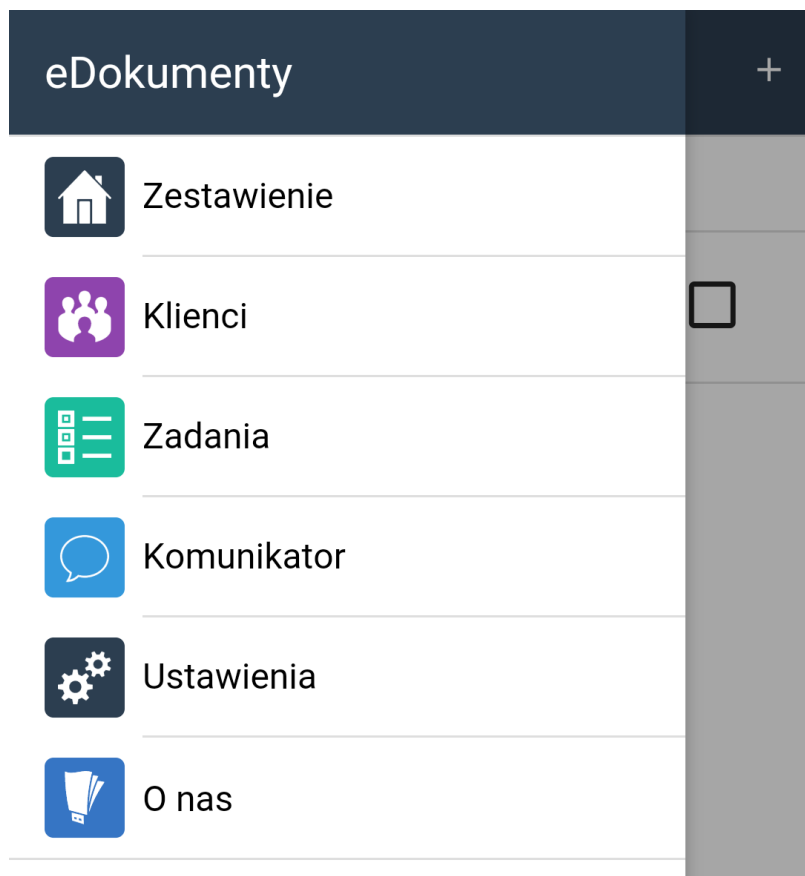 eDokumenty
+
Zestawienie
Klienci
Zadania
Komunikator
Ustawienia
O nas